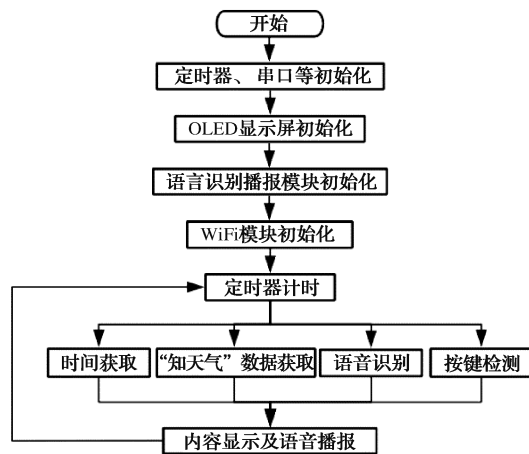 开始
定时器、串口等初始化
OLED显示屏初始化
语言识别播报模块初始化
WiFi模块初始化
定时器计时
时间获取
“知天气”数据获取
语音识别
按键检测
内容显示及语音播报